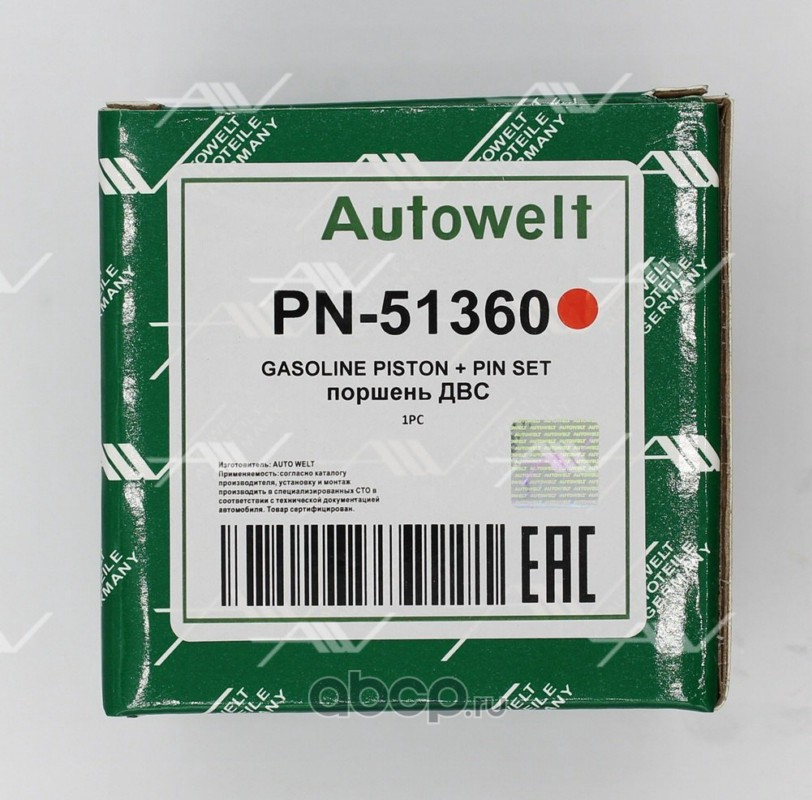 AUTOWELT
AUTOTEILE
GERMANY
Autowelt
PN-51360
GASOLINE PISTON + PIN SET
поршень ДВС
1PC
Изготовитель: AUTO WELT
Применяемость:согласно каталогу
производителя, установку и монтаж
производить в специализированных СТО в
соответствии с технической документацией
автомобиля. Товар сертифицирован.
EAC
abcp.ru